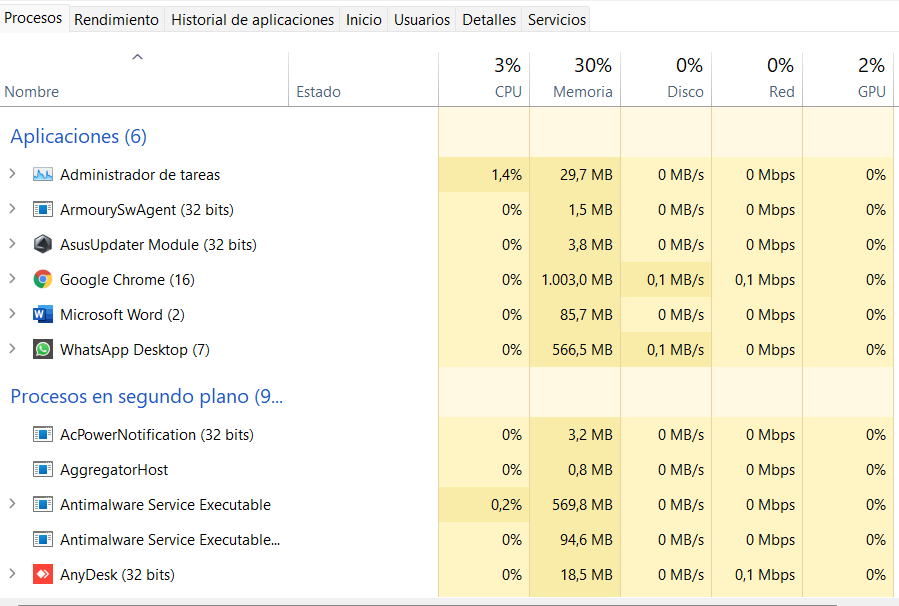 Procesos Rendimiento Historial de aplicaciones Inicio Usuarios Detalles Servicios
3% 30% 0% 0% 2%
Nombre Estado CPU Memoria Disco Red GPU
Aplicaciones (6)
Administrador de tareas 1,4% 29,7 MB 0 MB/s 0 Mbps 0%
ArmourySwAgent (32 bits) 0% 1,5 MB 0 MB/s 0 Mbps 0%
AsusUpdater Module (32 bits) 0% 3,8 MB 0 MB/s 0 Mbps 0%
Google Chrome (16) 0% 1.003,0 MB 0,1 MB/s 0,1 Mbps 0%
Microsoft Word (2) 0% 85,7 MB 0 MB/s 0 Mbps 0%
WhatsApp Desktop (7) 0% 566,5 MB 0,1 MB/s 0 Mbps 0%
Procesos en segundo plano (9...
AcPowerNotification (32 bits) 0% 3,2 MB 0 MB/s 0 Mbps 0%
AggregatorHost 0% 0,8 MB 0 MB/s 0 Mbps 0%
Antimalware Service Executable 0,2% 569,8 MB 0 MB/s 0 Mbps 0%
Antimalware Service Executable... 0% 94,6 MB 0 MB/s 0 Mbps 0%
AnyDesk (32 bits) 0% 18,5 MB 0 MB/s 0,1 Mbps 0%